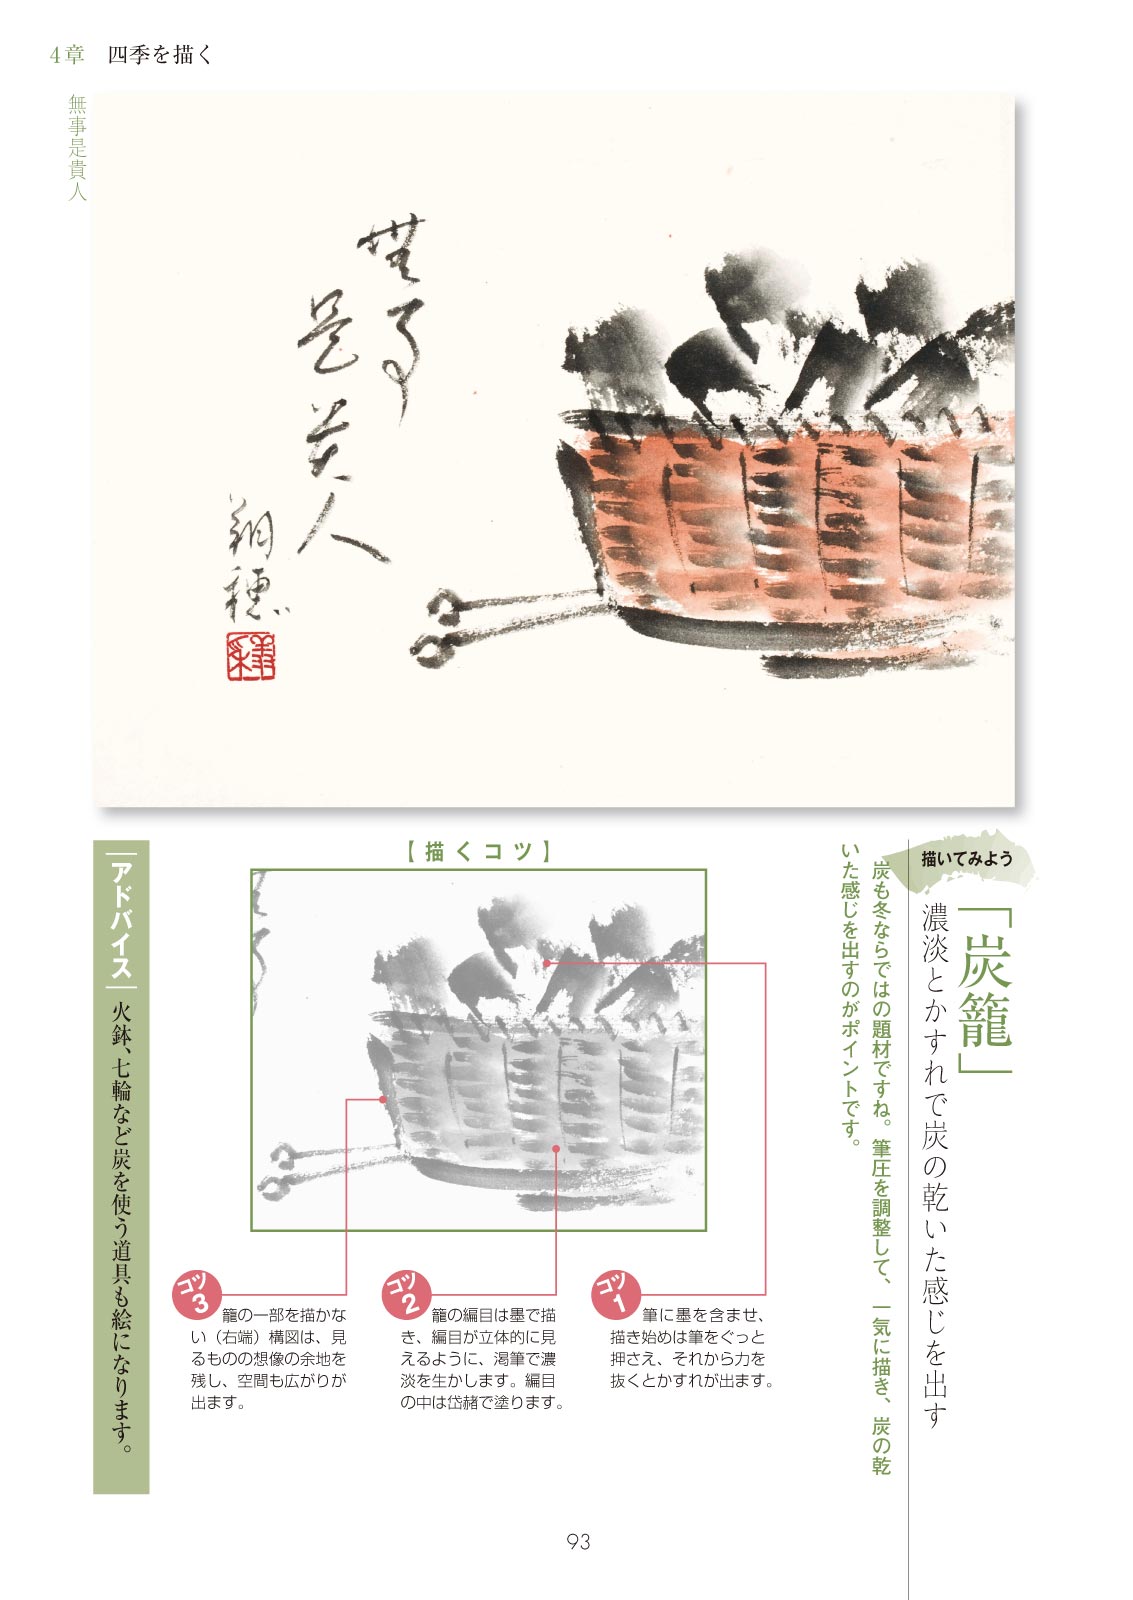 4章 四季を描く
無事是貴人
無事
是貴人
翔穂
描いてみよう
「炭籠」
濃淡とかすれで炭の乾いた感じを出す
炭も冬ならではの題材ですね。筆圧を調整して、一気に描き、炭の乾
いた感じを出すのがポイントです。
【描くコツ】
コツ1
筆に墨を含ませ、
描き始めは筆をぐっと
押さえ、それから力を
抜くとかすれが出ます。
コツ2
籠の編目は墨で描
き、編目が立体的に見
えるように、渇筆で濃
淡を生かします。編目
の中は岱赭で塗ります。
コツ3
籠の一部を描かな
い（右端）構図は、見
るものの想像の余地を
残し、空間も広がりが
出ます。
アドバイス
火鉢、七輪など炭を使う道具も絵になります。
93